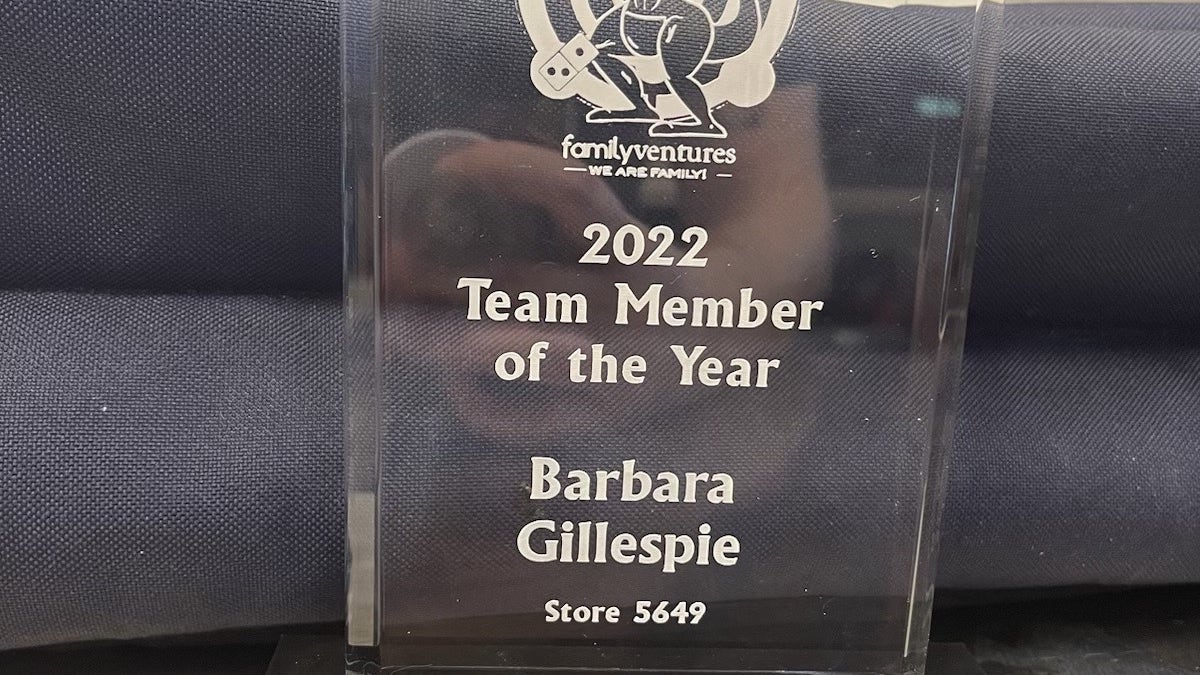 familyventures
WE ARE FAMILY!
2022
Team Member
of the Year
Barbara
Gillespie
Store 5649